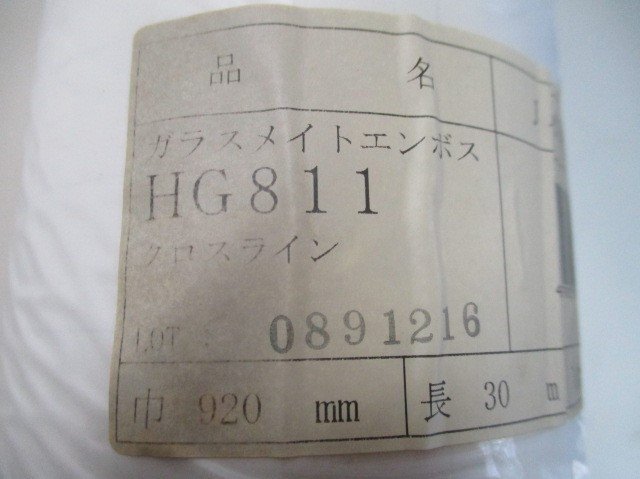 品 名
ガラスメイトエンボス
HG811
クロスライン
LOT : 0891216
巾 920 mm 長 30 m